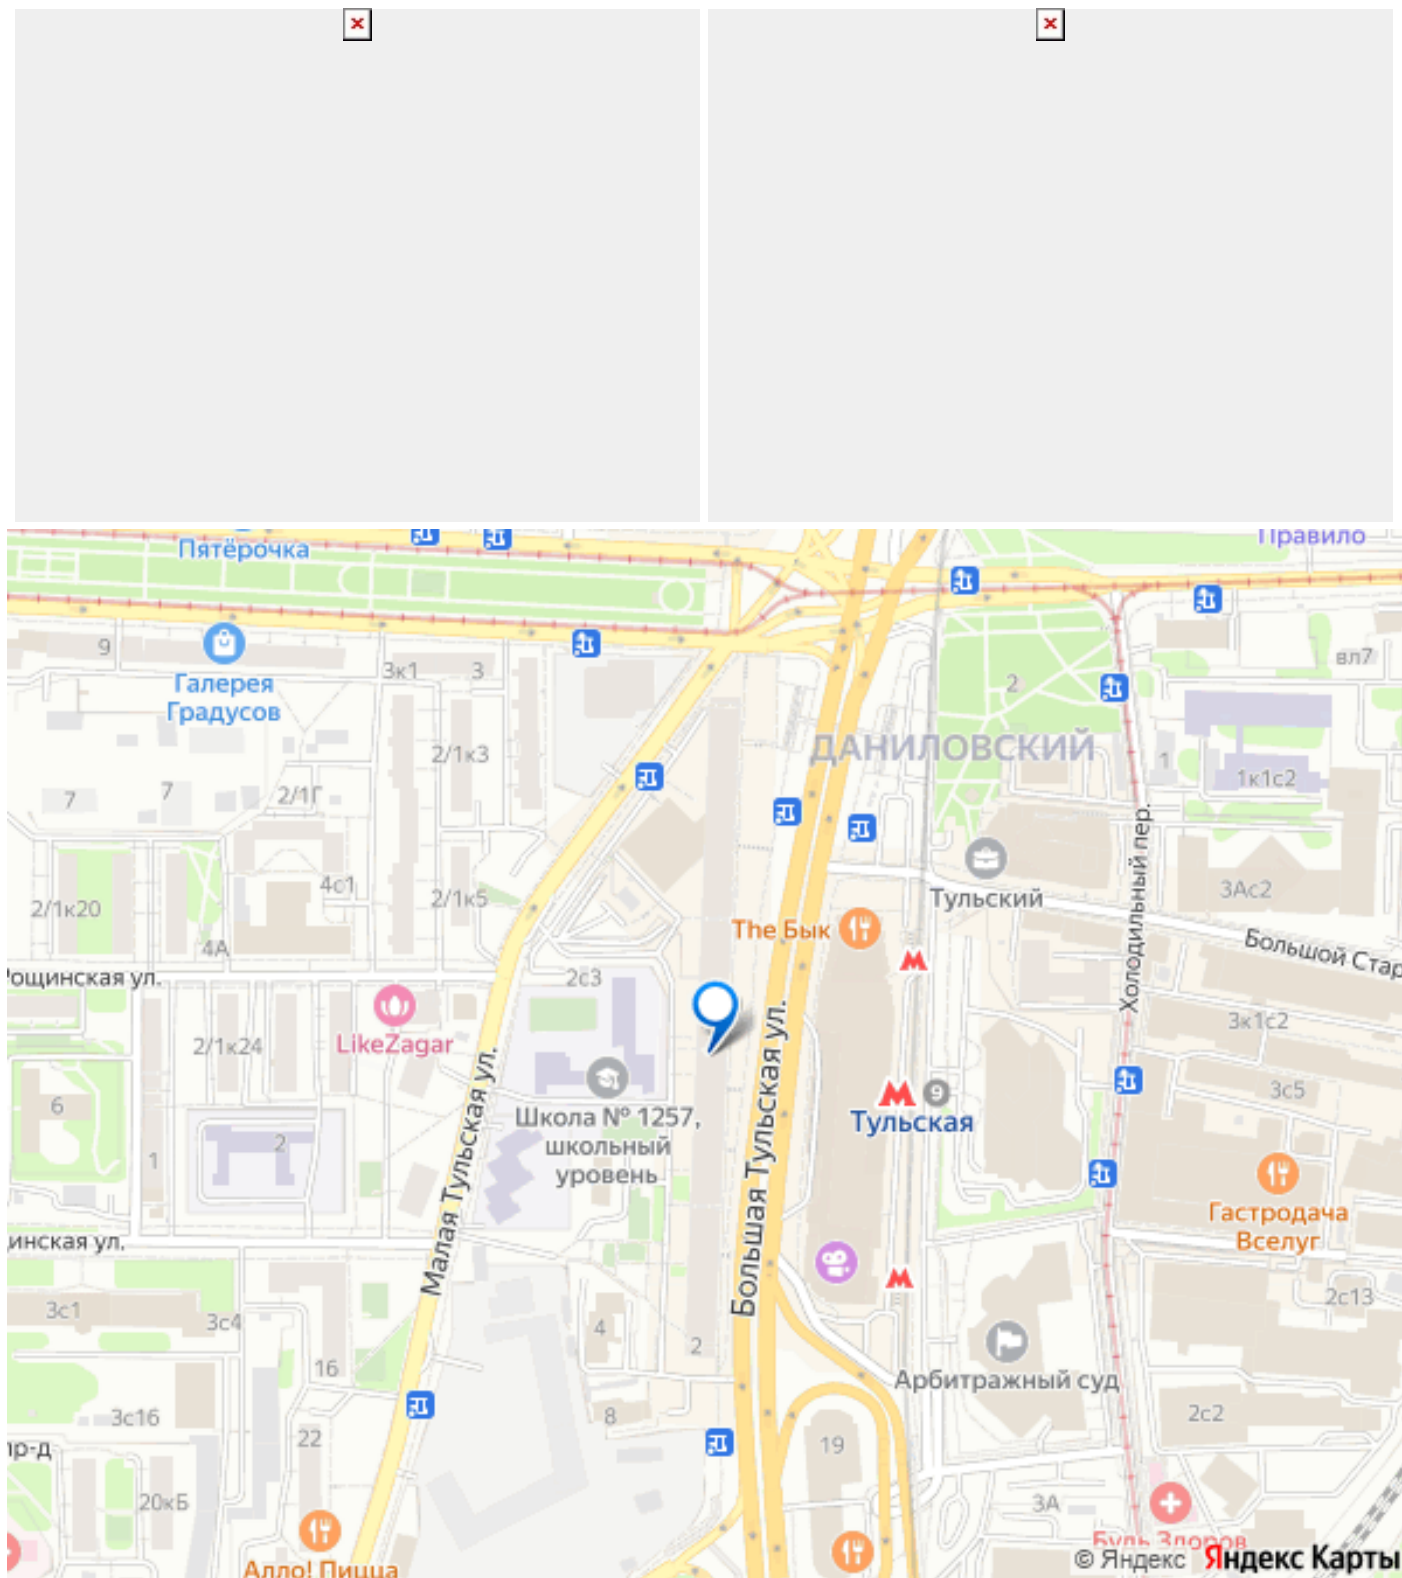 Правило
Пятёрочка
9
3к1
3
вл7
Галерея
Градусов
2
2/1к3
ДАНИЛОВСКИЙ
1
1к1с2
7
7
2/1Г
Холодильный пер.
4с1
2/1к5
Тульский
3Ас2
2/1к20
The Бык
4А
Большой Стар
Рощинская ул.
2с3
3к1с2
2/1к24
LikeZagar
Малая Тульская ул.
Большая Тульская ул.
9
3с5
6
Школа № 1257,
школьный
уровень
Тульская
2
1
Гастродача
Вселуг
инская ул.
3с1
3с4
4
2
2с13
16
Арбитражный суд
3с16
8
2с2
22
19
пр-д
20кБ
3А
Будь Здоров
Алло! Пицца
© Яндекс Яндекс Карты